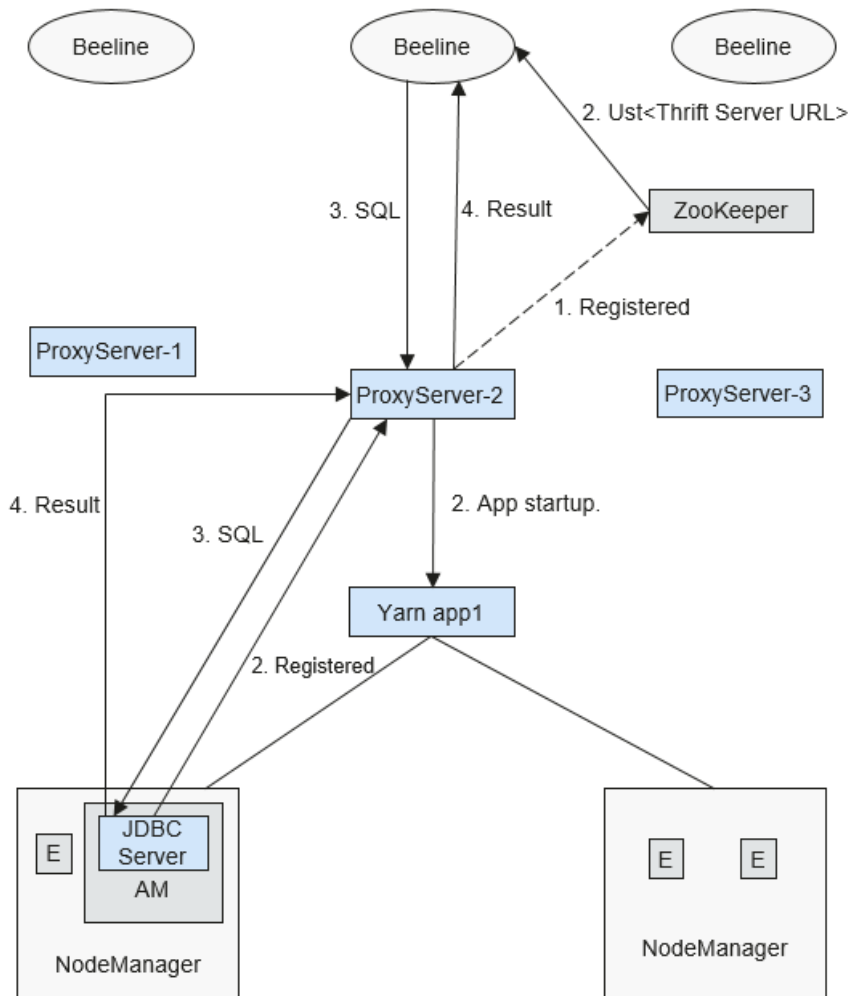 Beeline
Beeline
Beeline
2. Ust<Thrift Server URL>
3. SQL
4. Result
ZooKeeper
1. Registered
ProxyServer-1
ProxyServer-2
ProxyServer-3
4. Result
3. SQL
2. App startup.
Yarn app1
2. Registered
E
JDBC
Server
AM
NodeManager
E
E
NodeManager